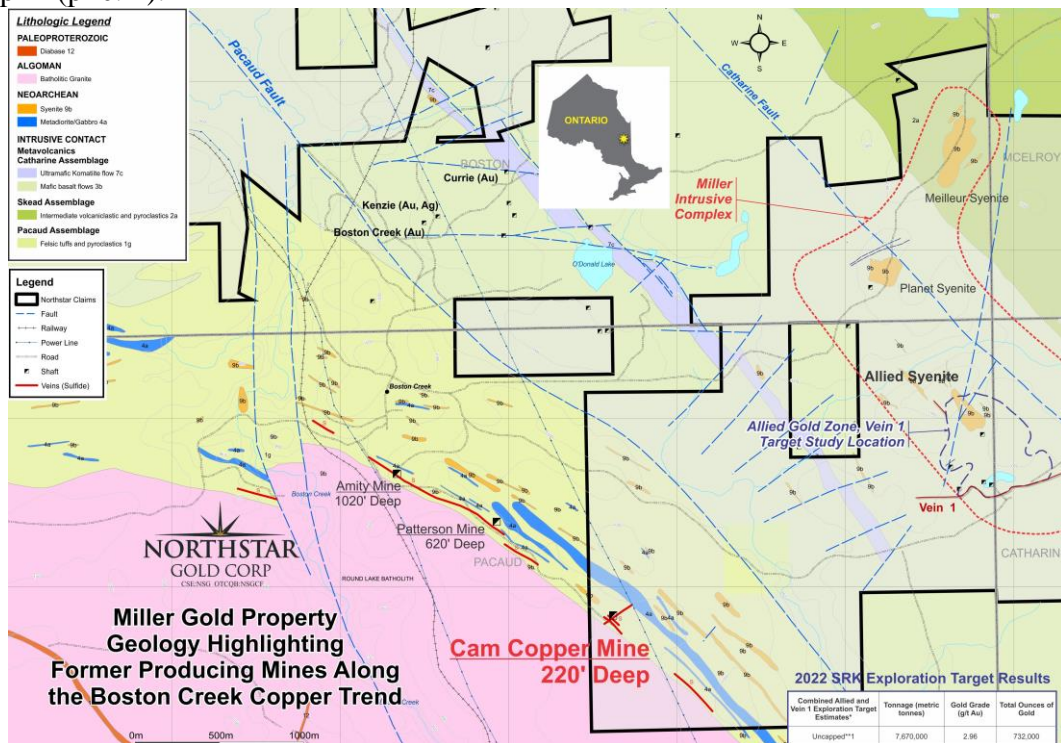 Lithologic Legend
PALEOPROTEROZOIC
Diabase 12
ALGOMAN
Batholitic Granite
NEOARCHEAN
Syenite 9b
Metadiorite/Gabbro 4a
INTRUSIVE CONTACT
Metavolcanics
Catharine Assemblage
Ultramafic Komatiite flow 7c
Mafic basalt flows 3b
Skead Assemblage
Intermediate volcaniclastic and pyroclastics 2a
Pacaud Assemblage
Felsic tuffs and pyroclastics 1g
Legend
Northstar Claims
Fault
Railway
Power Line
Road
Shaft
Veins (Sulfide)
Pacaud Fault
Catharine Fault
N
W
E
S
ONTARIO
BOSTON
Currie (Au)
Kenzie (Au, Ag)
Boston Creek (Au)
O'Donald Lake
Miller
Intrusive
Complex
MCELROY
Meilleur Syenite
Planet Syenite
Allied Syenite
Allied Gold Zone, Vein 1
Target Study Location
Vein 1
CATHARIN
Boston Creek
Boston Creek
Amity Mine
1020' Deep
Patterson Mine
620' Deep
PACAUD
ROUND LAKE BATHOLITH
Cam Copper Mine
220' Deep
NORTHSTAR
GOLD CORP
CSE:NSG OTCQB:NSGCF
Miller Gold Property
Geology Highlighting
Former Producing Mines Along
the Boston Creek Copper Trend
0m 500m 1000m
2022 SRK Exploration Target Results
Combined Allied and
Vein 1 Exploration Target
Estimates*
Tonnage (metric
tonnes)
Gold Grade
(g/t Au)
Total Ounces of
Gold
Uncapped**1 7,670,000 2.96 732,000